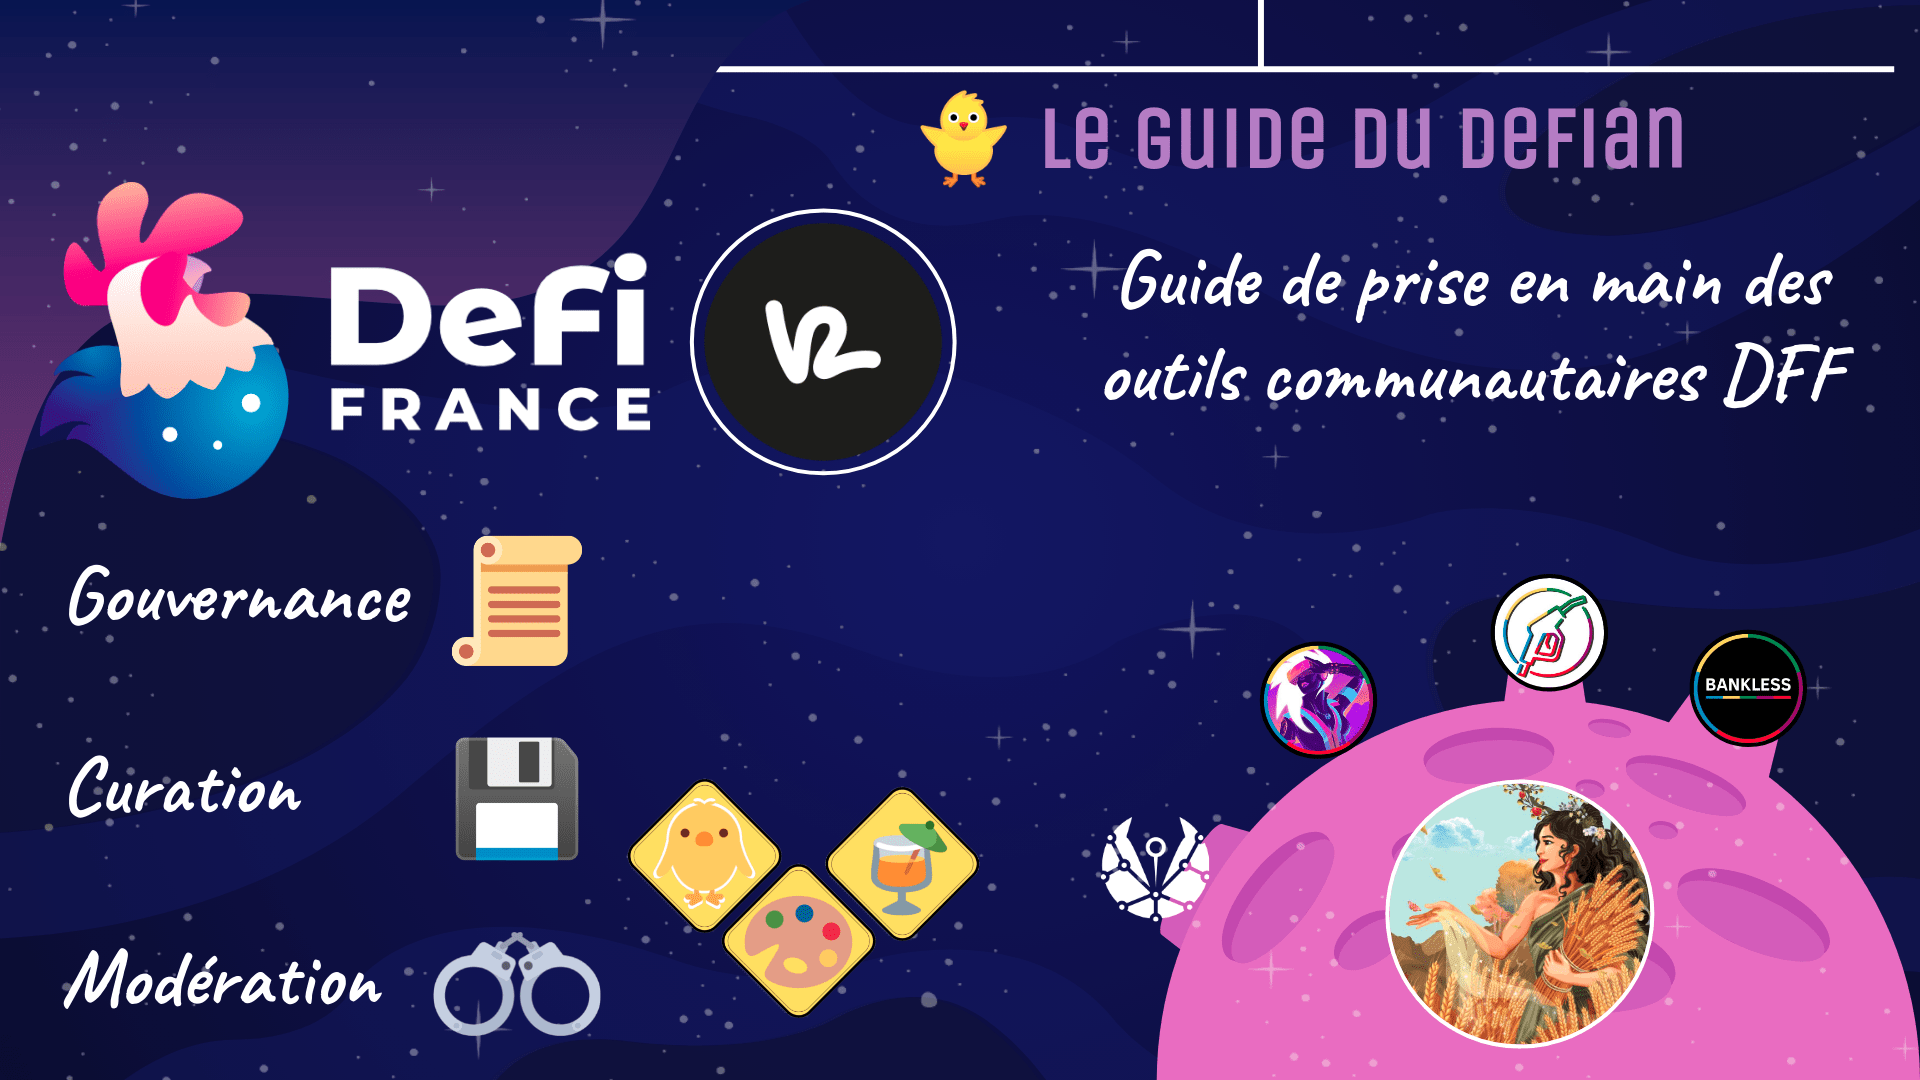 Le Guide du Defian
DeFi
FRANCE
Guide de prise en main des
outils communautaires DFF
Gouvernance
Curation
Modération
BANKLESS